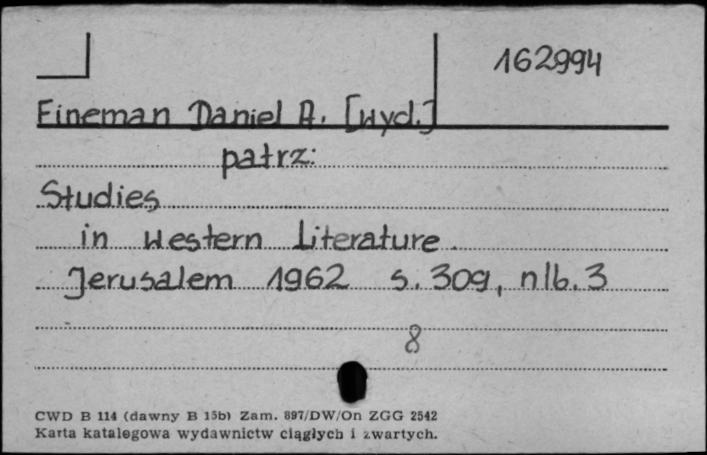 162994
Fineman Daniel A. [wyd.]
patrz:
Studies
in Western Literature.
Jerusalem 1962 s. 309, nlb. 3
8
CWD B 114 (dawny B 15b) Zam. 897/DW/On ZGG 2542
Karta katalogowa wydawnictw ciągłych i zwartych.